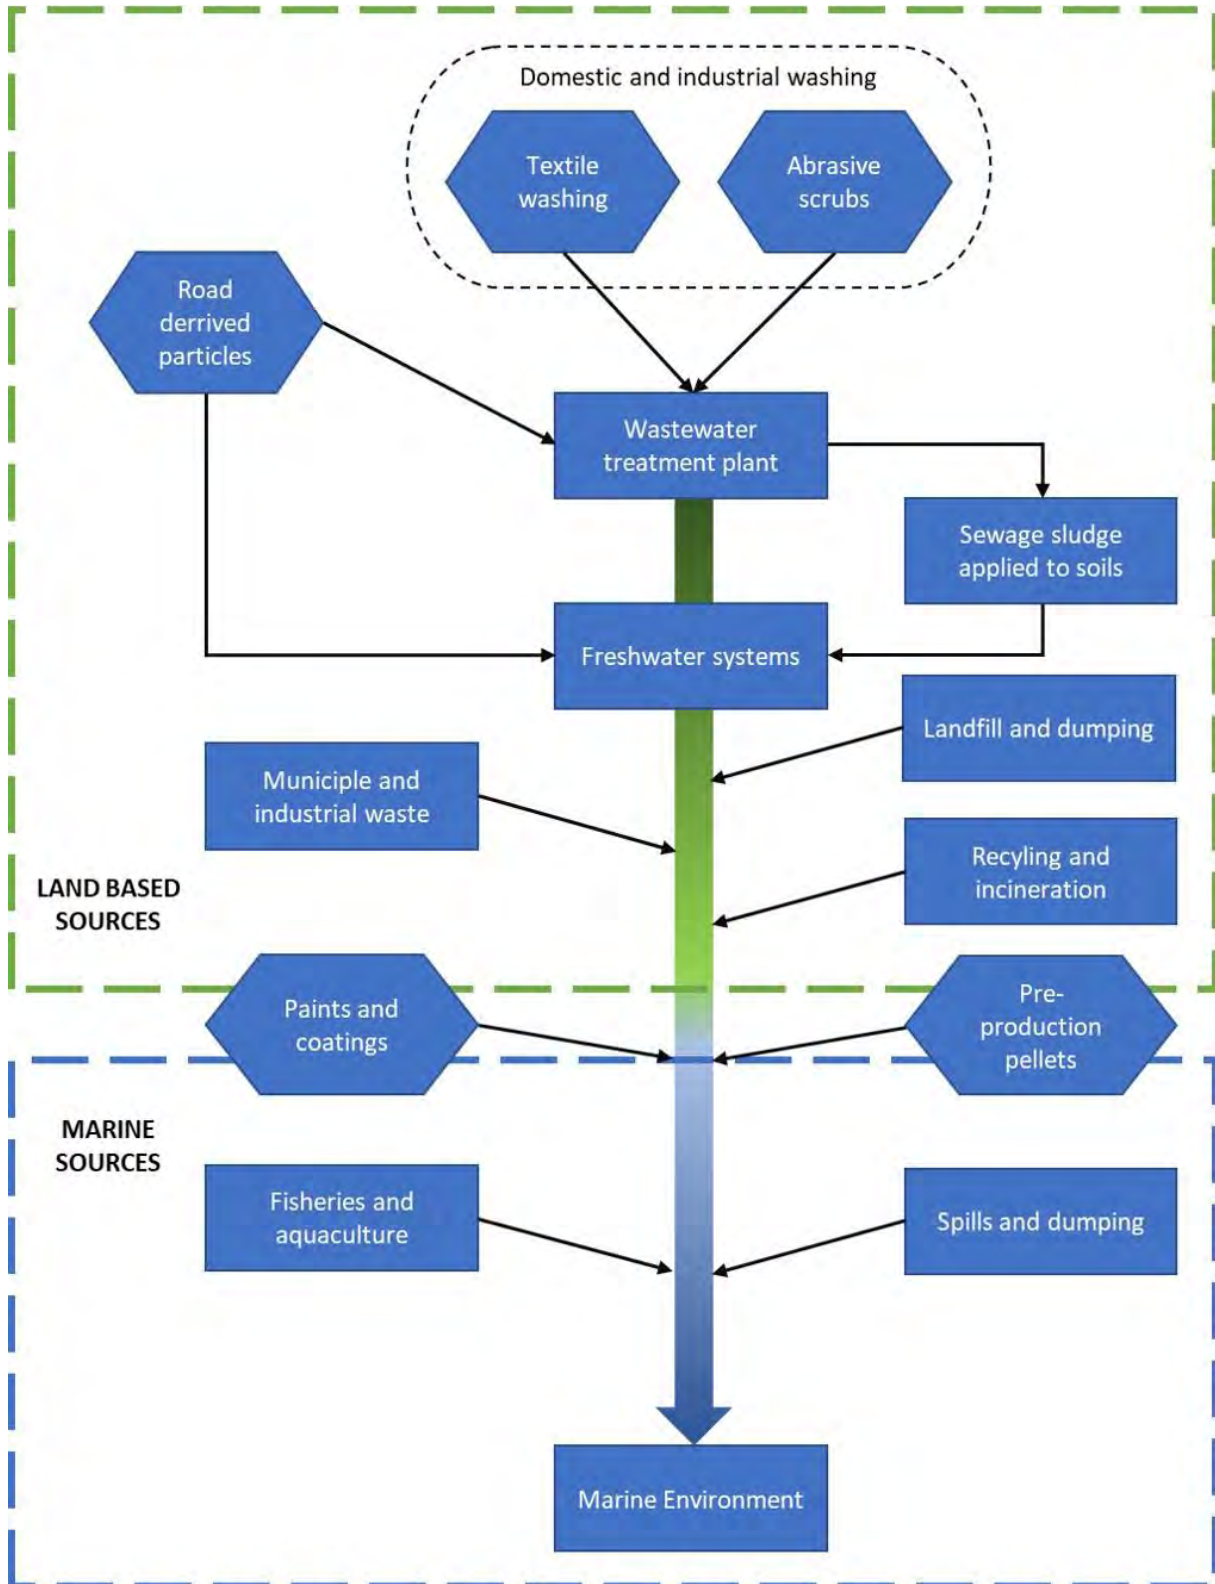 Domestic and industrial washing
Textile
washing
Abrasive
scrubs
Road
derrived
particles
Wastewater
treatment plant
Sewage sludge
applied to soils
Freshwater systems
Landfill and dumping
Municiple and
industrial waste
Recyling and
incineration
LAND BASED
SOURCES
Paints and
coatings
Pre-
production
pellets
MARINE
SOURCES
Fisheries and
aquaculture
Spills and dumping
Marine Environment